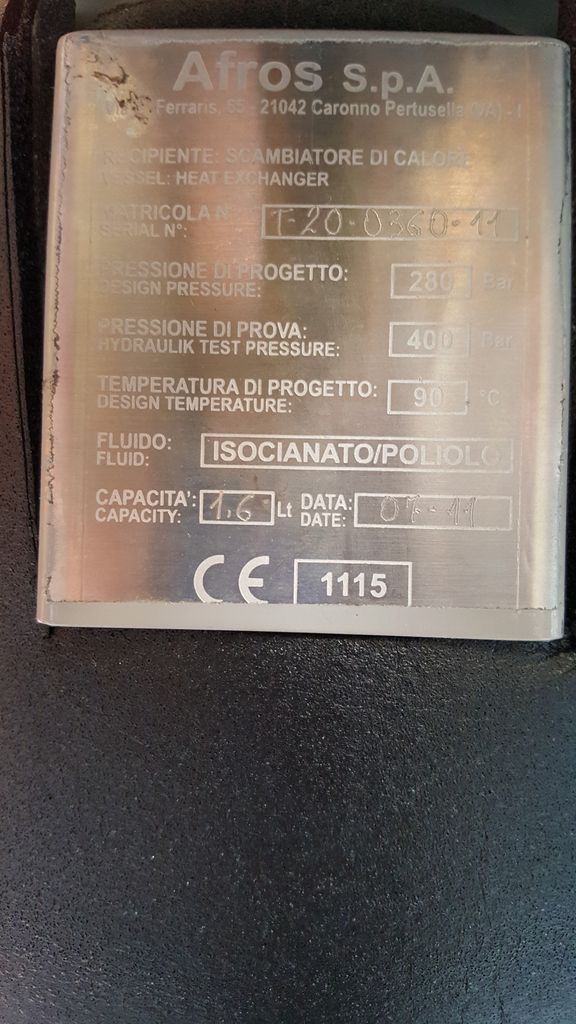 Afros S.p.A.
Ferraris, 65 - 21042 Caronno Pertusella (VA) - I
RECIPIENTE: SCAMBIATORE DI CALORE
VESSEL: HEAT EXCHANGER
MATRICOLA N°:
SERIAL N°: T-20-0360-11
PRESSIONE DI PROGETTO:
DESIGN PRESSURE: 280 Bar
PRESSIONE DI PROVA:
HYDRAULIK TEST PRESSURE: 400 Bar
TEMPERATURA DI PROGETTO:
DESIGN TEMPERATURE: 90 °C
FLUIDO:
FLUID: ISOCIANATO/POLIOLO
CAPACITA': DATA:
CAPACITY: 1,6 Lt DATE: 07-11
CE 1115